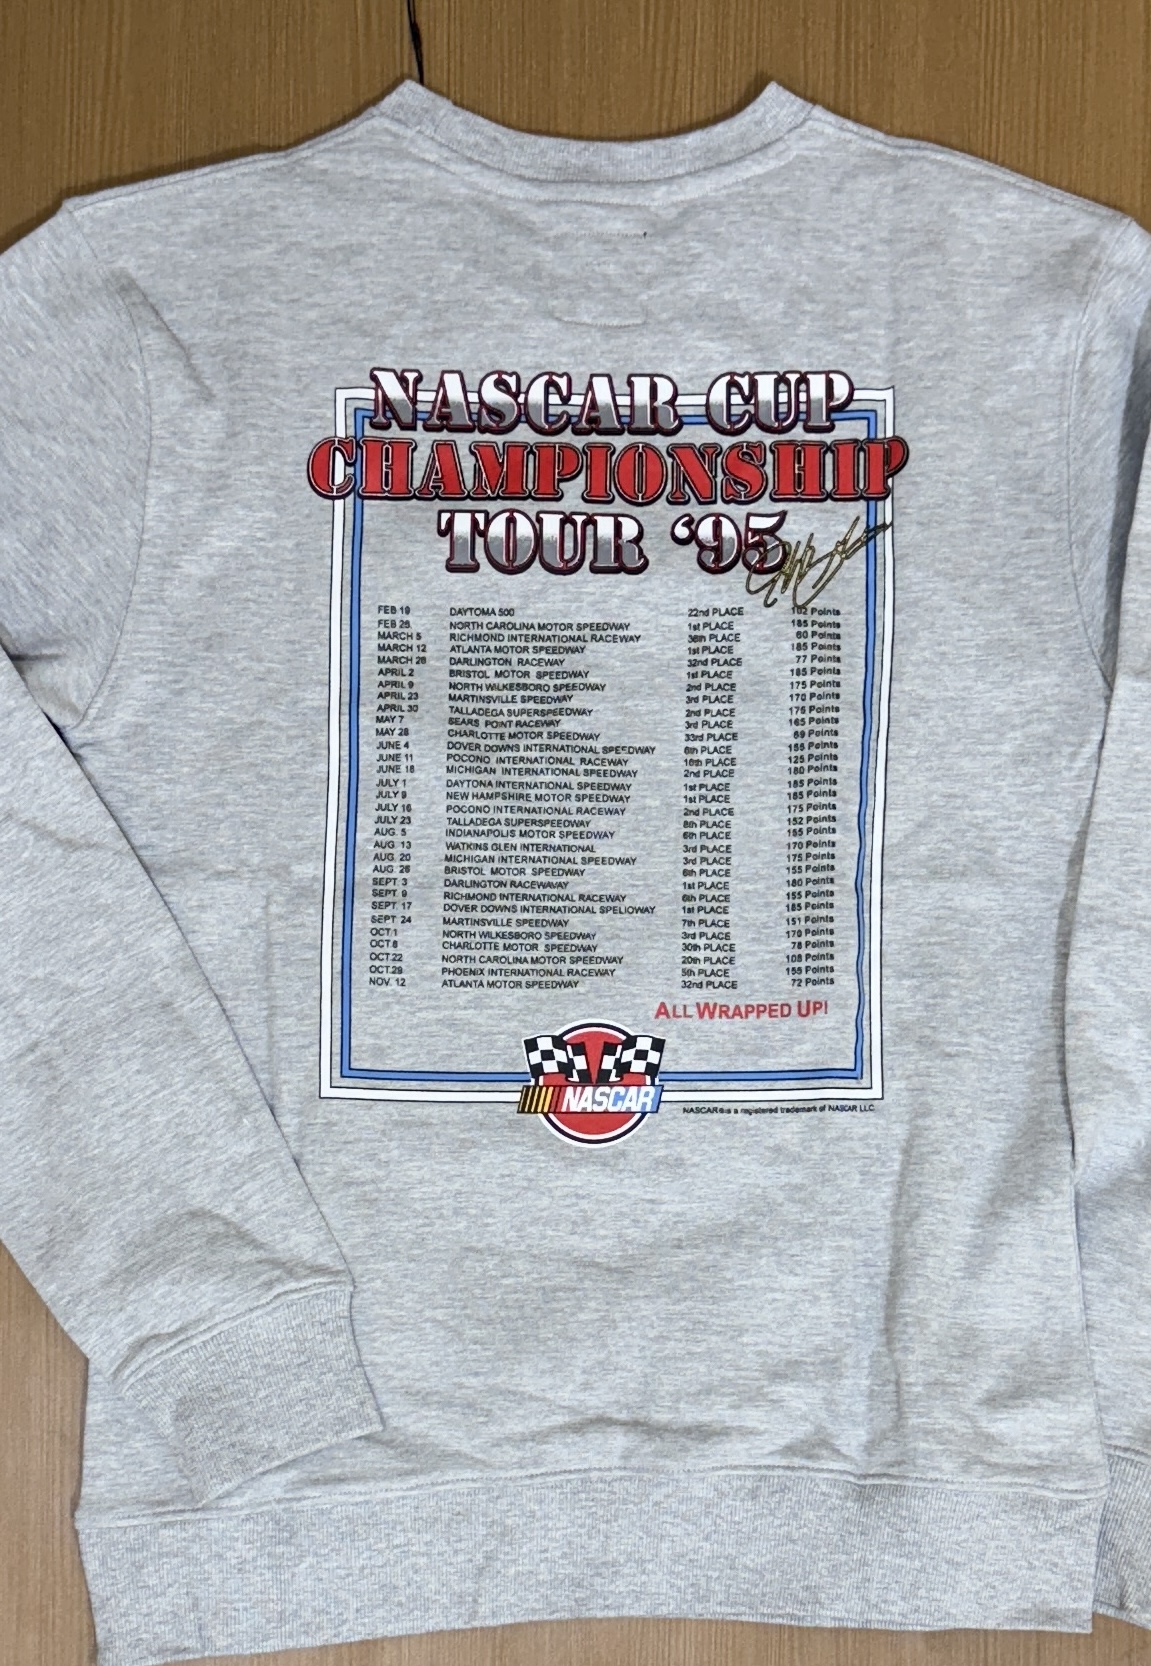 NASCAR CUP
CHAMPIONSHIP
TOUR ‘95
FEB 19 DAYTOMA 500 22nd PLACE 102 Points
FEB 26 NORTH CAROLINA MOTOR SPEEDWAY 1st PLACE 185 Points
MARCH 5 RICHMOND INTERNATIONAL RACEWAY 36th PLACE 60 Points
MARCH 12 ATLANTA MOTOR SPEEDWAY 1st PLACE 185 Points
MARCH 26 DARLINGTON RACEWAY 32nd PLACE 77 Points
APRIL 2 BRISTOL MOTOR SPEEDWAY 1st PLACE 185 Points
APRIL 9 NORTH WILKESBORO SPEEDWAY 2nd PLACE 175 Points
APRIL 23 MARTINSVILLE SPEEDWAY 3rd PLACE 170 Points
APRIL 30 TALLADEGA SUPERSPEEDWAY 2nd PLACE 175 Points
MAY 7 SEARS POINT RACEWAY 3rd PLACE 165 Points
MAY 28 CHARLOTTE MOTOR SPEEDWAY 33rd PLACE 69 Points
JUNE 4 DOVER DOWNS INTERNATIONAL SPEEDWAY 6th PLACE 155 Points
JUNE 11 POCONO INTERNATIONAL RACEWAY 16th PLACE 125 Points
JUNE 18 MICHIGAN INTERNATIONAL SPEEDWAY 2nd PLACE 180 Points
JULY 1 DAYTONA INTERNATIONAL SPEEDWAY 1st PLACE 185 Points
JULY 9 NEW HAMPSHIRE MOTOR SPEEDWAY 1st PLACE 185 Points
JULY 16 POCONO INTERNATIONAL RACEWAY 2nd PLACE 175 Points
JULY 23 TALLADEGA SUPERSPEEDWAY 8th PLACE 152 Points
AUG. 5 INDIANAPOLIS MOTOR SPEEDWAY 6th PLACE 155 Points
AUG. 13 WATKINS GLEN INTERNATIONAL 3rd PLACE 170 Points
AUG. 20 MICHIGAN INTERNATIONAL SPEEDWAY 3rd PLACE 175 Points
AUG. 26 BRISTOL MOTOR SPEEDWAY 6th PLACE 155 Points
SEPT. 3 DARLINGTON RACEWAVAY 1st PLACE 180 Points
SEPT. 9 RICHMOND INTERNATIONAL RACEWAY 6th PLACE 155 Points
SEPT. 17 DOVER DOWNS INTERNATIONAL SPELIOWAY 1st PLACE 185 Points
SEPT. 24 MARTINSVILLE SPEEDWAY 7th PLACE 151 Points
OCT.1 NORTH WILKESBORO SPEEDWAY 3rd PLACE 170 Points
OCT.8 CHARLOTTE MOTOR SPEEDWAY 30th PLACE 78 Points
OCT.22 NORTH CAROLINA MOTOR SPEEDWAY 20th PLACE 108 Points
OCT.29 PHOENIX INTERNATIONAL RACEWAY 5th PLACE 155 Points
NOV. 12 ATLANTA MOTOR SPEEDWAY 32nd PLACE 72 Points
ALL WRAPPED UP!
NASCAR
NASCAR® is a registered trademark of NASCAR LLC